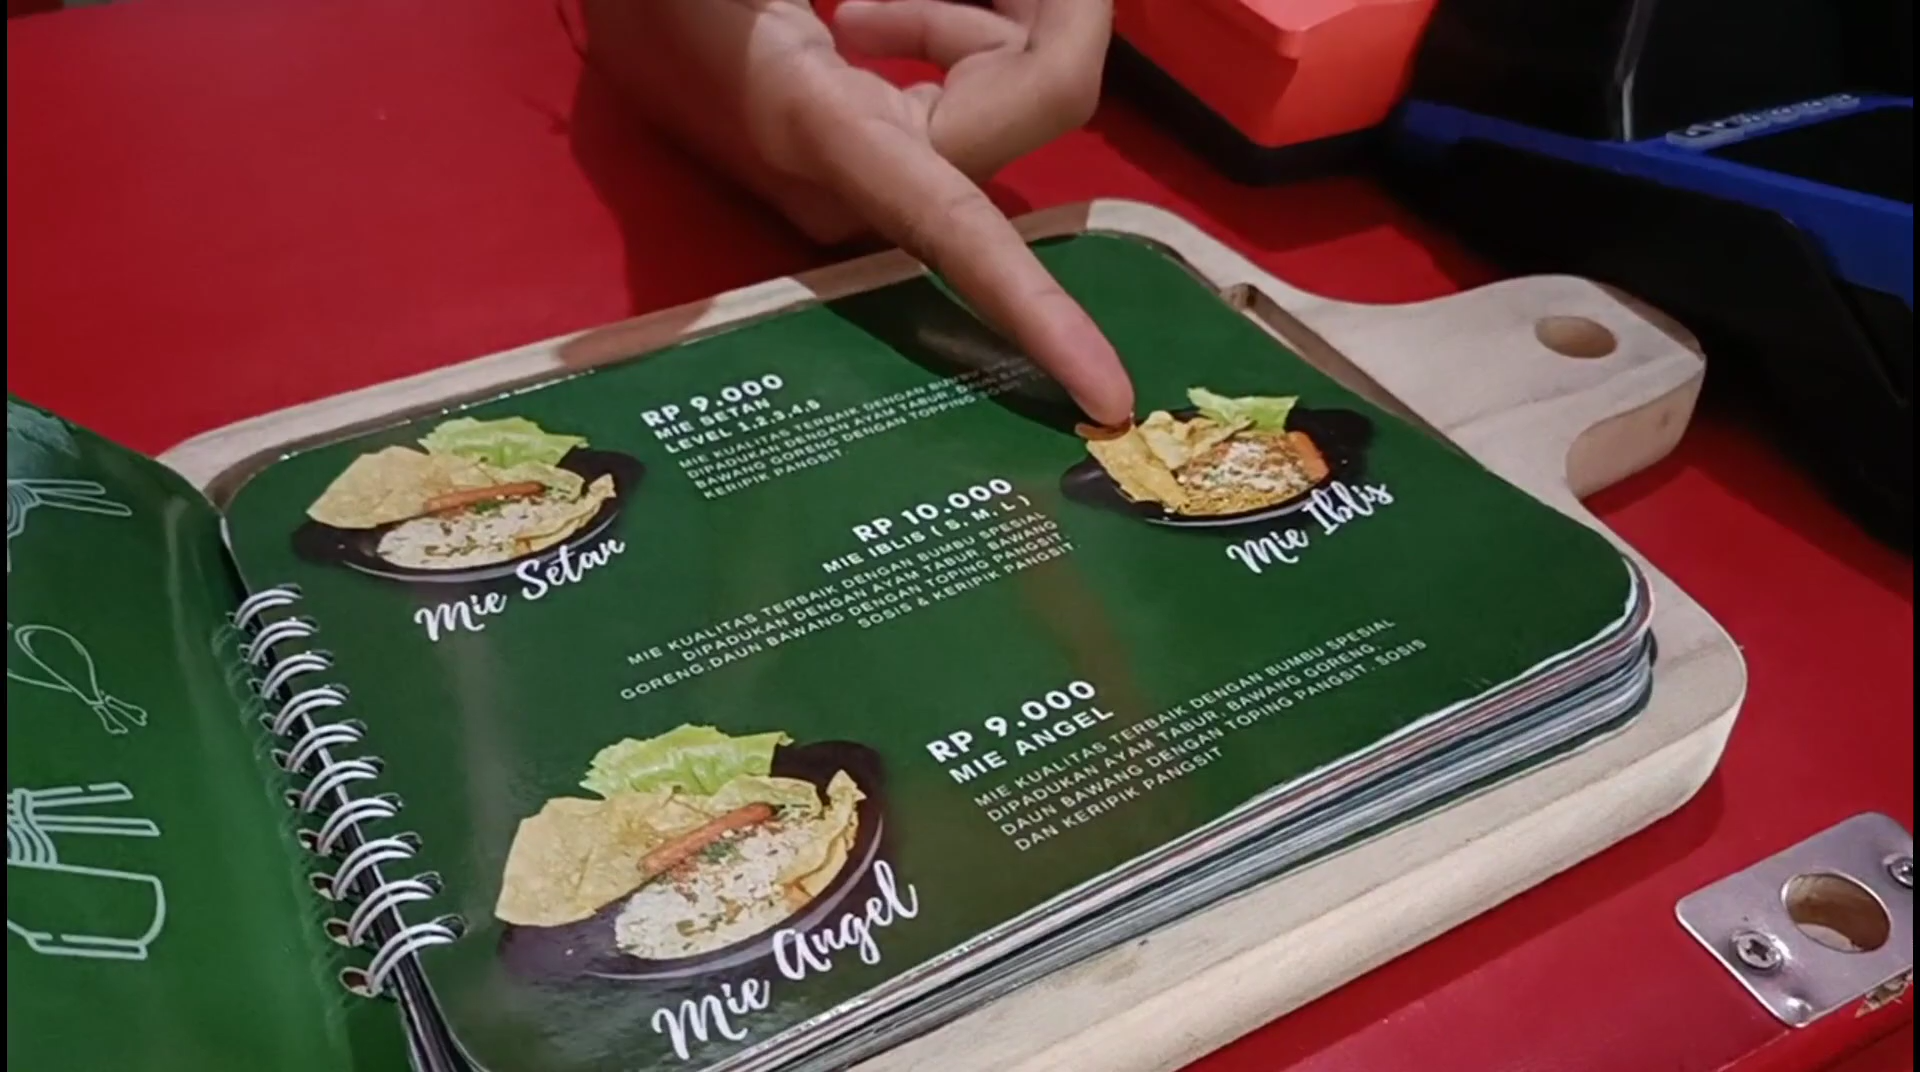 RP 9.000
MIE SETAN
LEVEL 1,2,3,4,5
MIE KUALITAS TERBAIK DENGAN BUMBU
DIPADUKAN DENGAN AYAM TABUR, DAUN
BAWANG GORENG DENGAN TOPPING
KERIPIK PANGSIT.
Mie Setan
RP 10.000
MIE IBLIS ( S, M, L )
MIE KUALITAS TERBAIK DENGAN BUMBU SPESIAL
DIPADUKAN DENGAN AYAM TABUR, BAWANG
GORENG,DAUN BAWANG DENGAN TOPING PANGSIT,
SOSIS & KERIPIK PANGSIT.
Mie Iblis
RP 9.000
MIE ANGEL
MIE KUALITAS TERBAIK DENGAN BUMBU SPESIAL
DIPADUKAN AYAM TABUR, BAWANG GORENG,
DAUN BAWANG DENGAN TOPING PANGSIT, SOSIS
DAN KERIPIK PANGSIT
Mie Angel